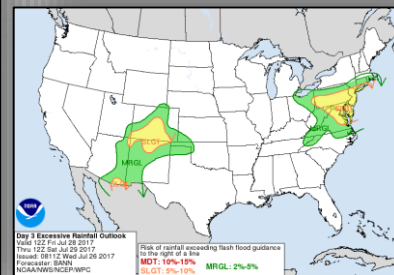 SLGT
MRGL
MRGL
Day 3 Excessive Rainfall Outlook
Valid 12Z Fri Jul 28 2017
Thru 12Z Sat Jul 29 2017
Issued: 0811Z Wed Jul 26 2017
Forecaster: BANN
NOAA/NWS/NCEP/WPC
Risk of rainfall exceeding flash flood guidance
to the right of a line
MDT: 10%-15%
SLGT: 5%-10%
MRGL: 2%-5%